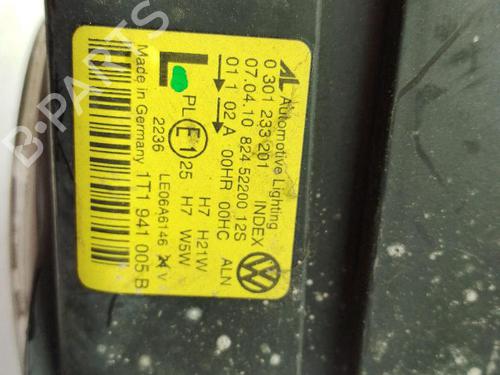 AL Automotive Lighting
0 301 233 201 INDEX
07.04.10 824 52200 12S
01 1 02 A 00HR 00HC ALN
L PL E1 25 H7 H21W
H7 W5W
2236 LE06A6146 V
Made in Germany 1T1 941 005 B
VW
B-PARTS